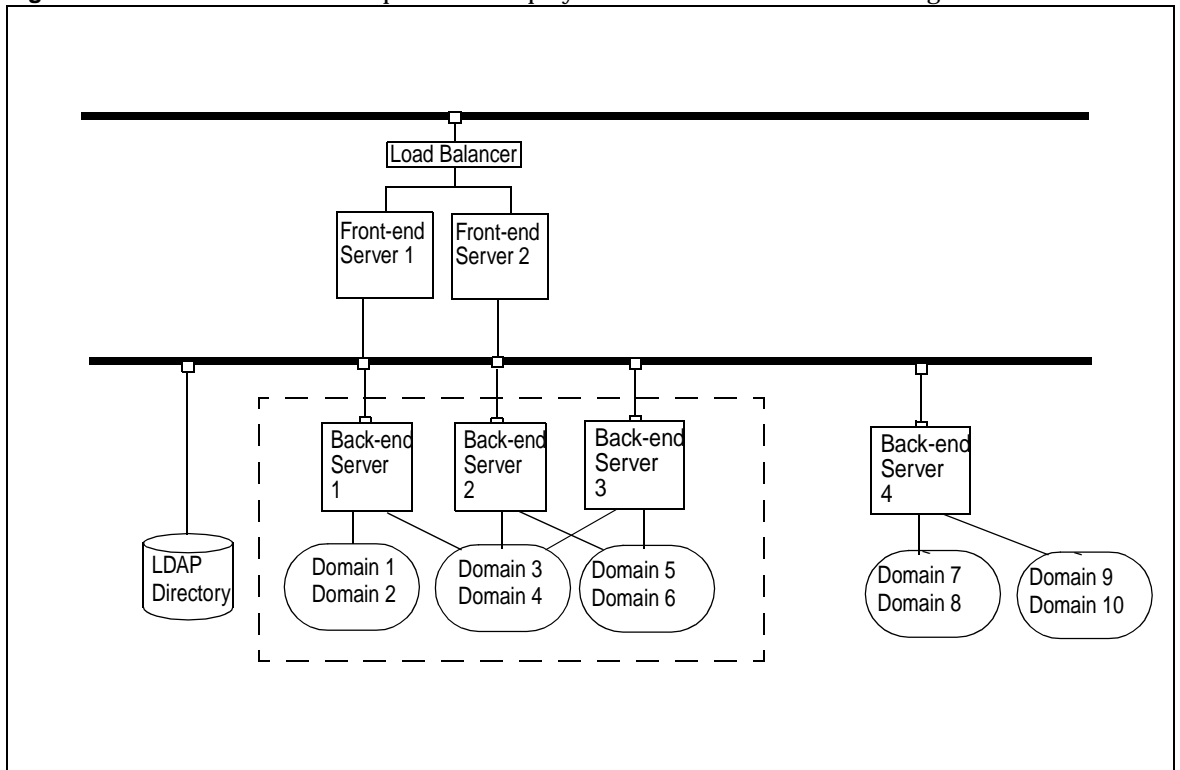 Load Balancer
Front-end
Server 1
Front-end
Server 2
Back-end
Server
1
Back-end
Server
2
Back-end
Server
3
Back-end
Server
4
LDAP
Directory
Domain 1
Domain 2
Domain 3
Domain 4
Domain 5
Domain 6
Domain 7
Domain 8
Domain 9
Domain 10